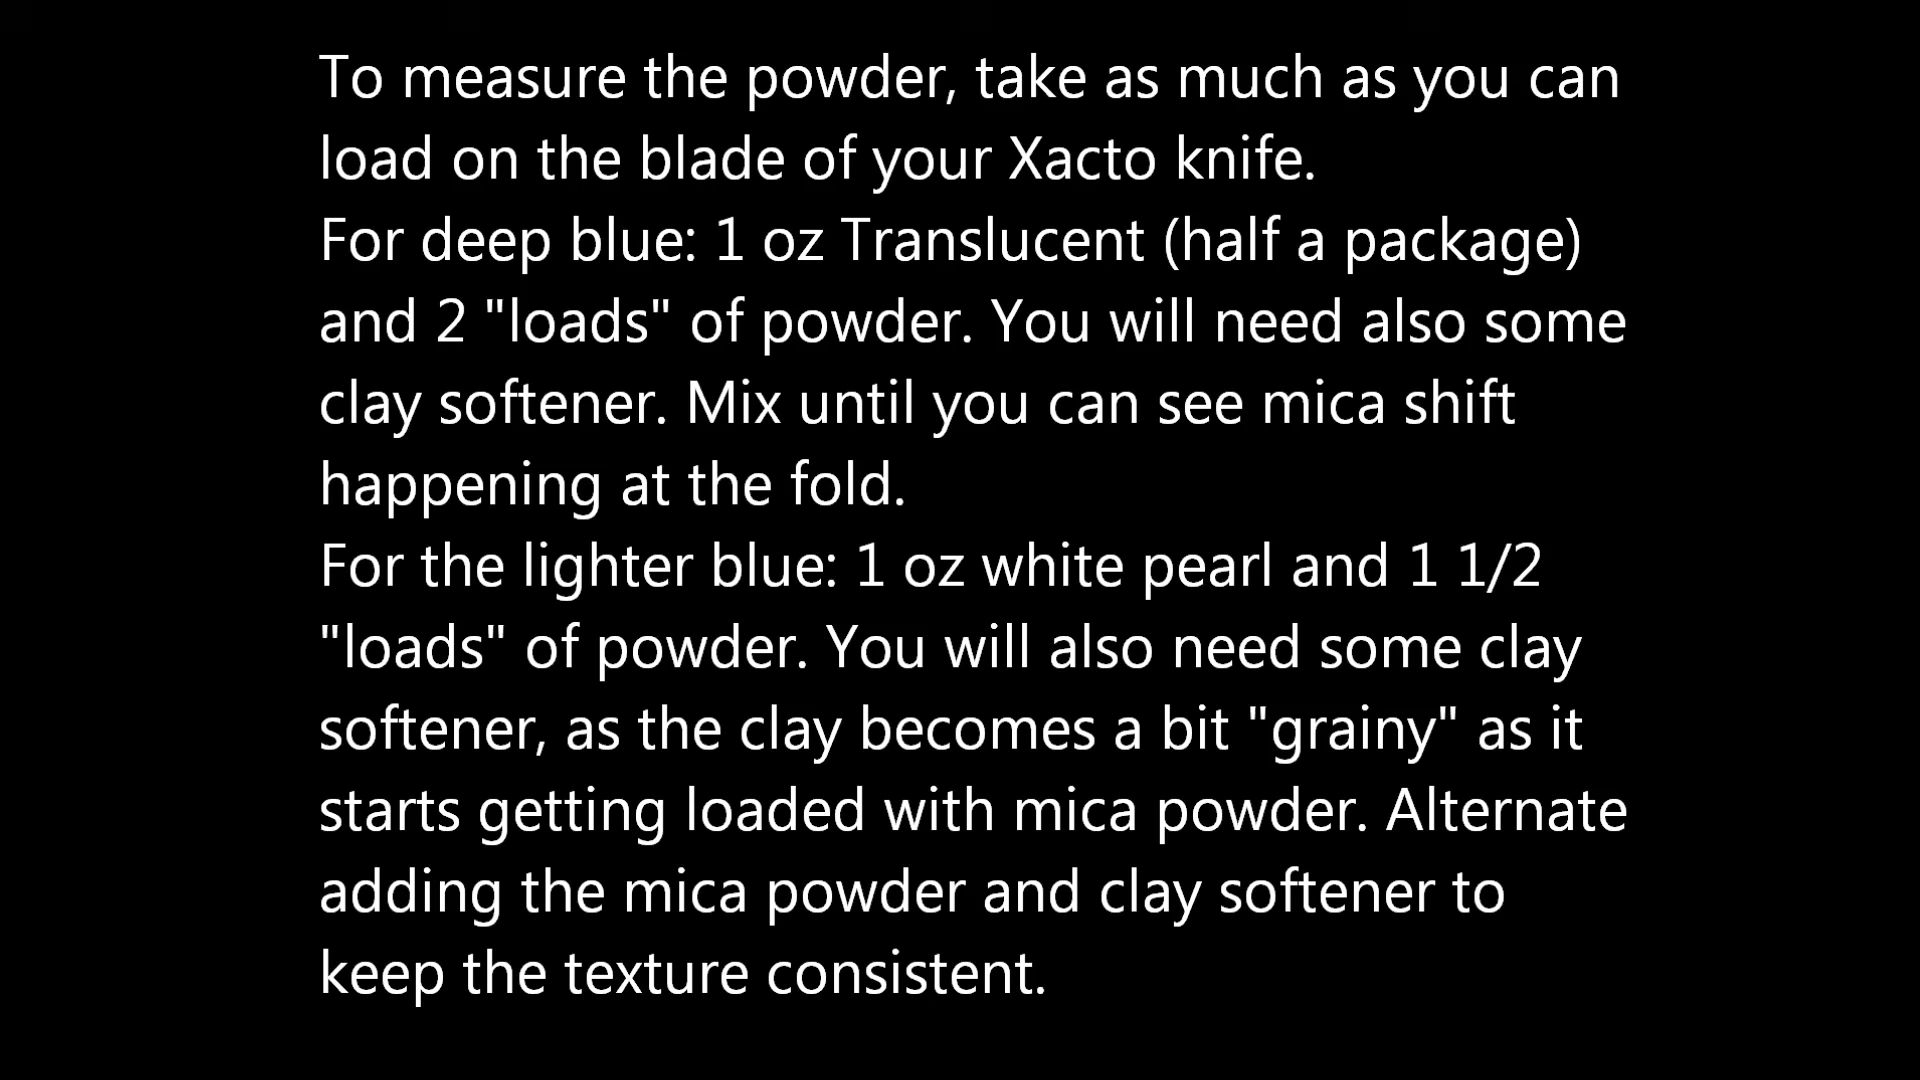 To measure the powder, take as much as you can
load on the blade of your Xacto knife.
For deep blue: 1 oz Translucent (half a package)
and 2 "loads" of powder. You will need also some
clay softener. Mix until you can see mica shift
happening at the fold.
For the lighter blue: 1 oz white pearl and 1 1/2
"loads" of powder. You will also need some clay
softener, as the clay becomes a bit "grainy" as it
starts getting loaded with mica powder. Alternate
adding the mica powder and clay softener to
keep the texture consistent.